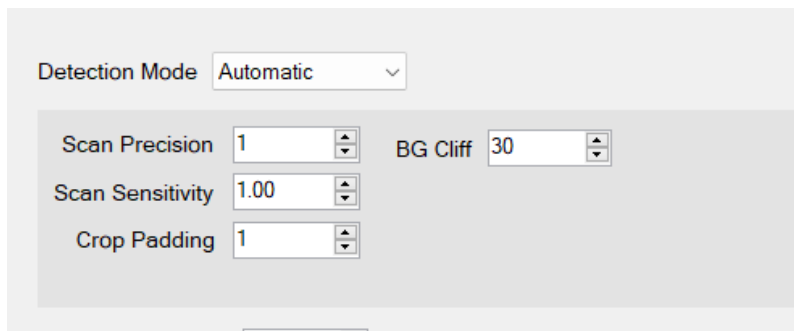 Detection Mode Automatic
Scan Precision 1 BG Cliff 30
Scan Sensitivity 1.00
Crop Padding 1